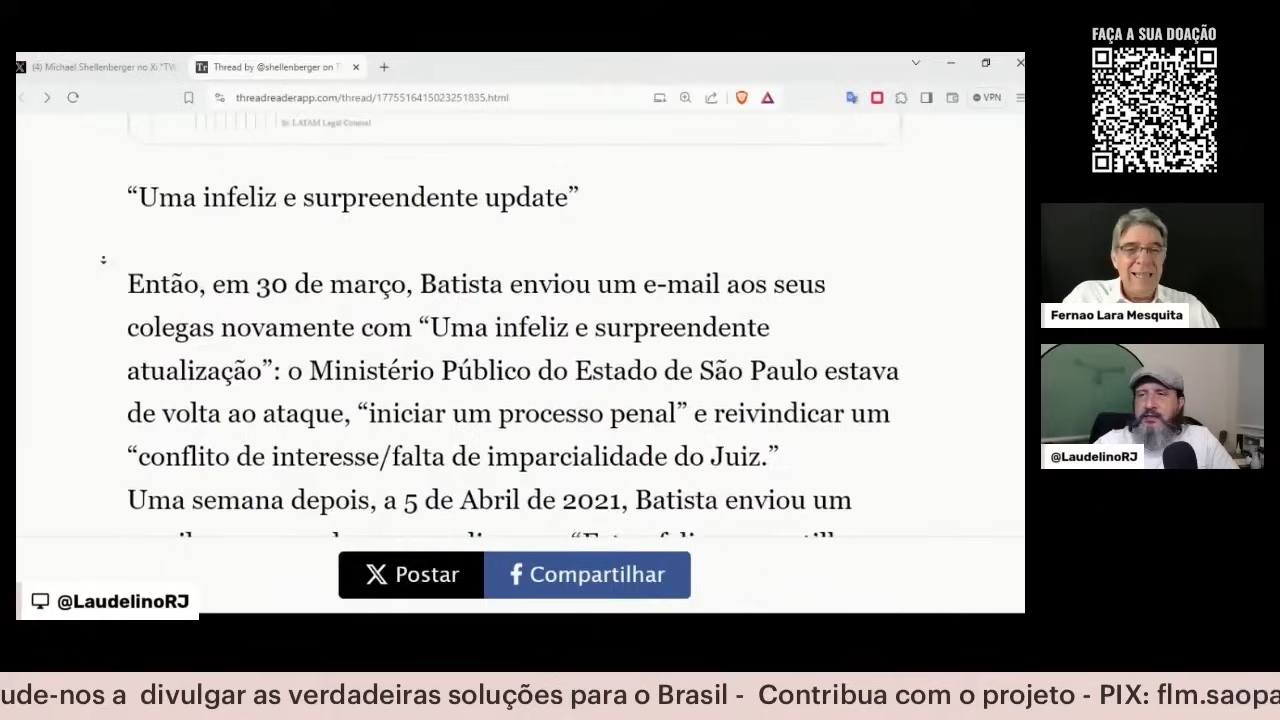 FAÇA A SUA DOAÇÃO
(4) Michael Shellenberger no X: "TW
Thread by @shellenberger on T
threadreaderapp.com/thread/1775516415023251835.html
VPN
Sr. LATAM Legal Counsel
“Uma infeliz e surpreendente update”
Então, em 30 de março, Batista enviou um e-mail aos seus
colegas novamente com “Uma infeliz e surpreendente
atualização”: o Ministério Público do Estado de São Paulo estava
de volta ao ataque, “iniciar um processo penal” e reivindicar um
“conflito de interesse/falta de imparcialidade do Juiz.”
Uma semana depois, a 5 de Abril de 2021, Batista enviou um
Postar
Compartilhar
Fernao Lara Mesquita
@LaudelinoRJ
@LaudelinoRJ
ude-nos a divulgar as verdadeiras soluções para o Brasil - Contribua com o projeto - PIX: flm.saopa